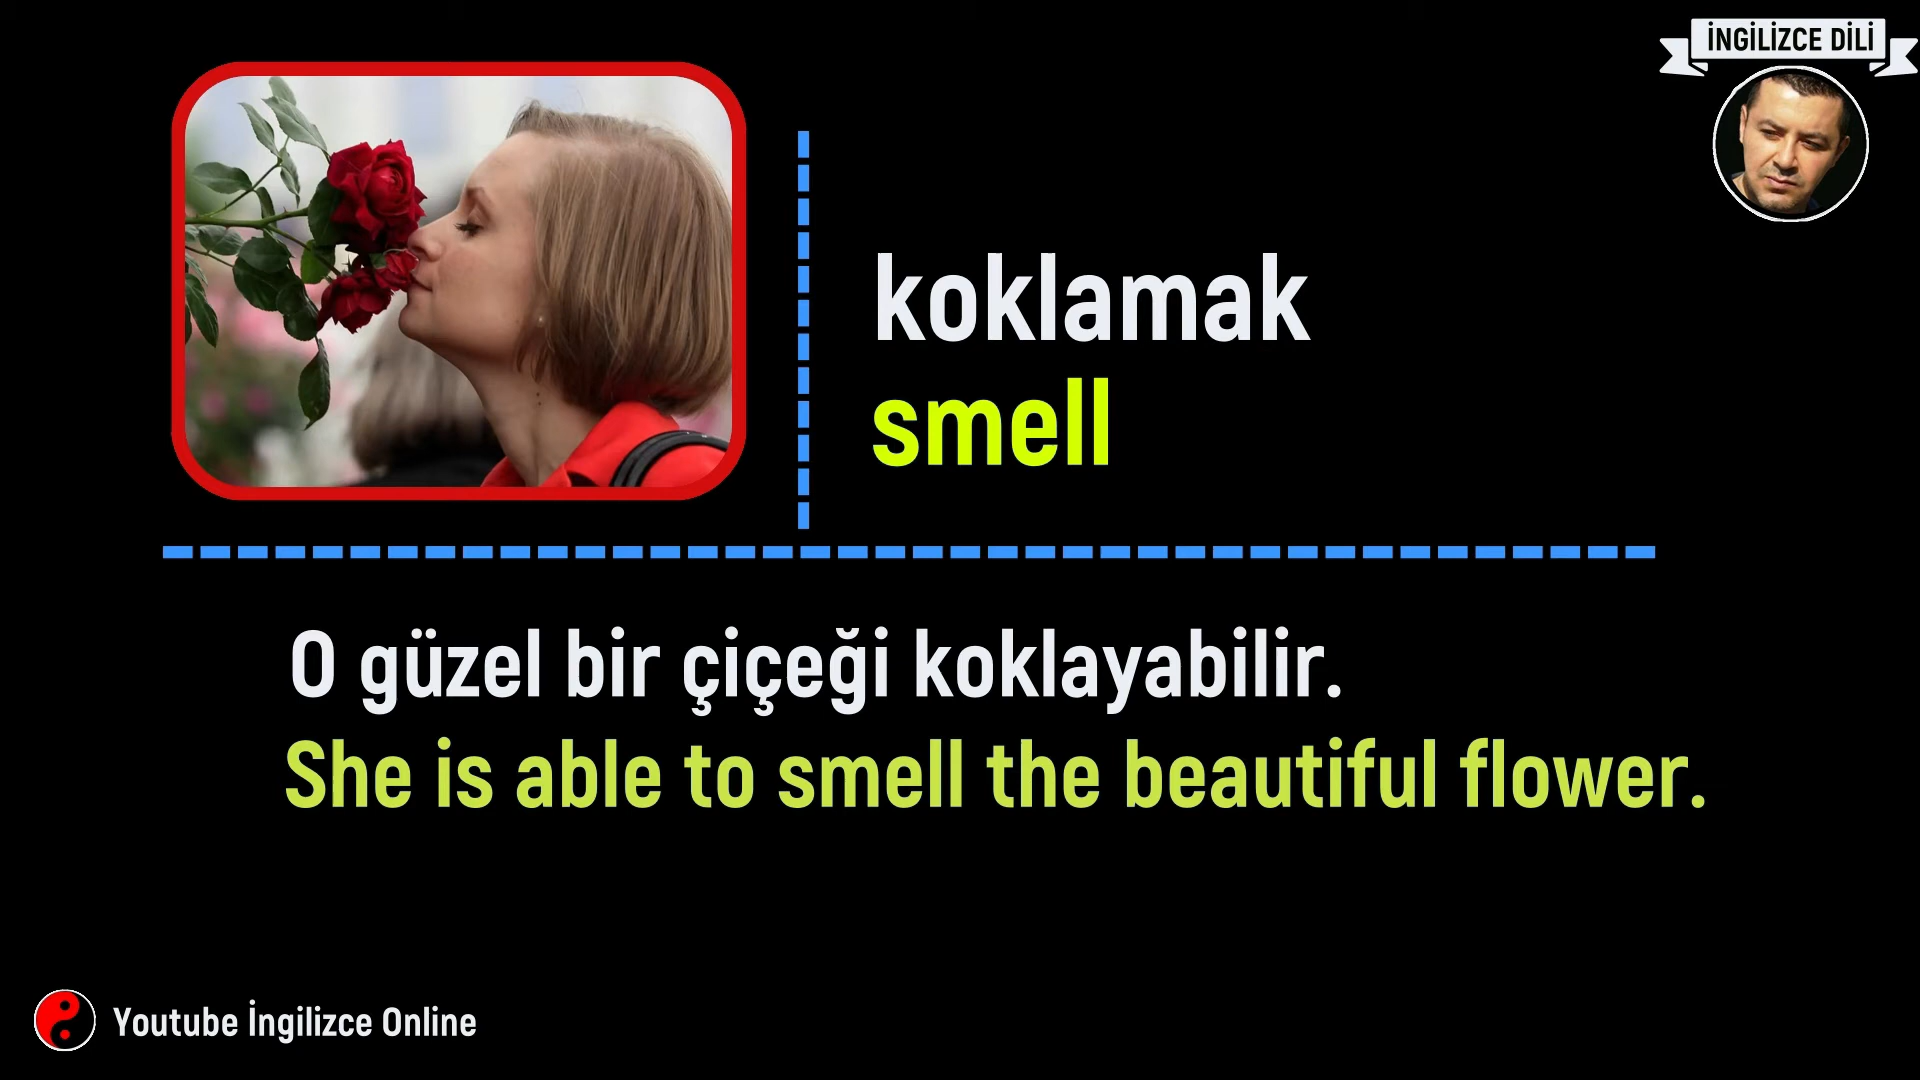 İNGİLİZCE DİLİ
koklamak
smell
O güzel bir çiçeği koklayabilir.
She is able to smell the beautiful flower.
Youtube İngilizce Online